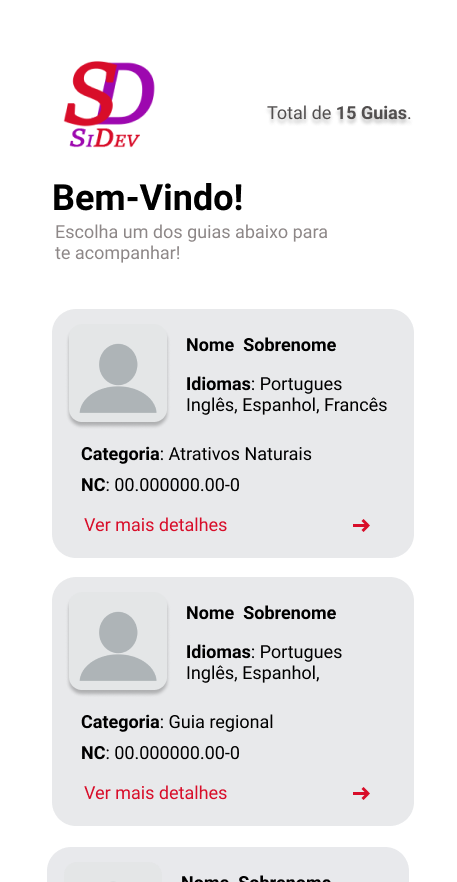 SD
SIDEV
Total de 15 Guias.
Bem-Vindo!
Escolha um dos guias abaixo para
te acompanhar!
Nome Sobrenome
Idiomas: Portugues
Inglês, Espanhol, Francês
Categoria: Atrativos Naturais
NC: 00.000000.00-0
Ver mais detalhes
Nome Sobrenome
Idiomas: Portugues
Inglês, Espanhol,
Categoria: Guia regional
NC: 00.000000.00-0
Ver mais detalhes
Nome Sobrenome